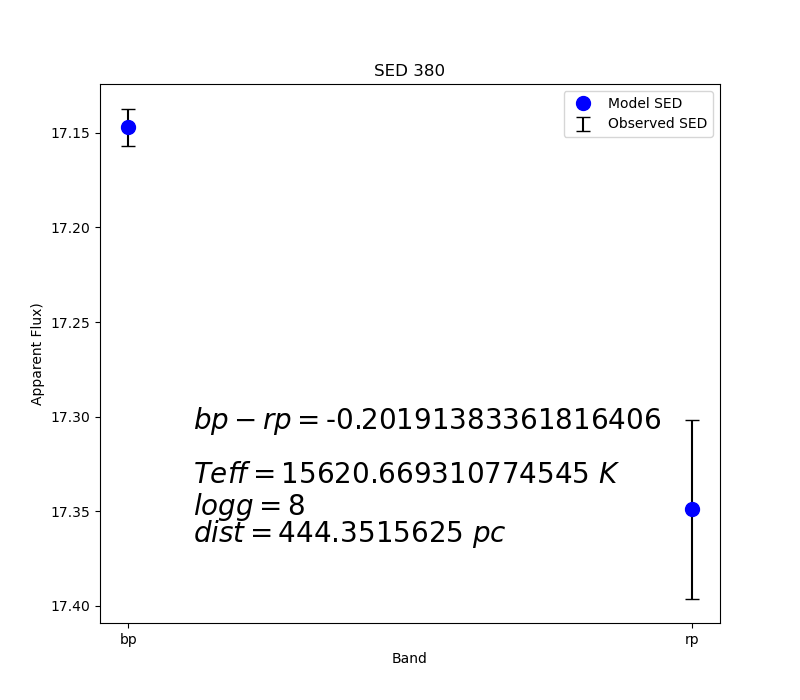 SED 380
Model SED
Observed SED
17.15
17.20
17.25
17.30
17.35
17.40
Apparent Flux)
bp − rp = -0.20191383361816406
Teff = 15620.669310774545 K
logg = 8
dist = 444.3515625 pc
bp
rp
Band